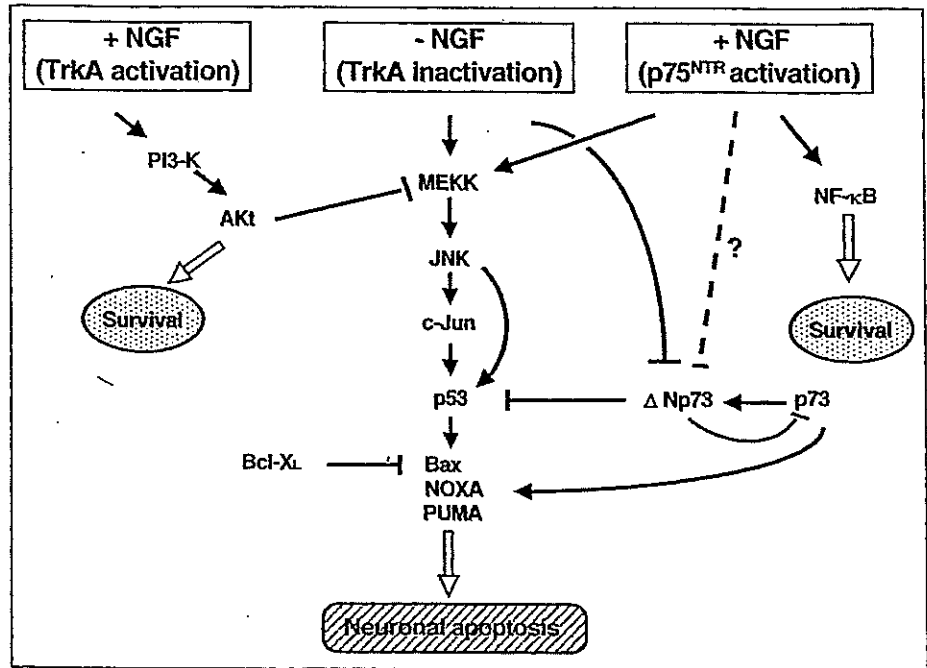 + NGF
(TrkA activation)
- NGF
(TrkA inactivation)
+ NGF
(p75NTR activation)
PI3-K
AKt
Survival
MEKK
JNK
c-Jun
p53
Bcl-XL
Bax
NOXA
PUMA
Neuronal apoptosis
?
Δ Np73
p73
NF-κB
Survival